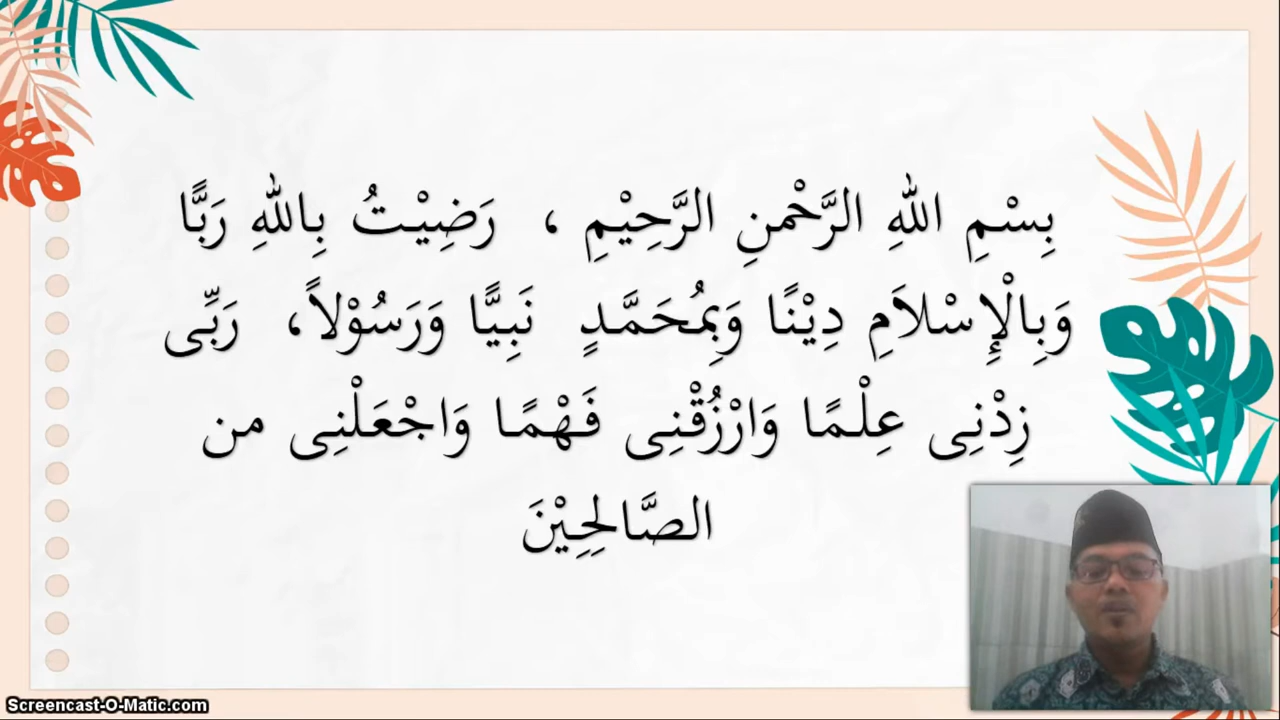 بِسْمِ اللهِ الرَّحْمنِ الرَّحِيْمِ ، رَضِيْتُ بِاللهِ رَبًّا
وَبِالْإِسْلاَمِ دِيْنًا وَبِمُحَمَّدٍ نَبِيًّا وَرَسُوْلاً، رَبِّى
زِدْنِى عِلْمًا وَارْزُقْنِى فَهْمًا وَاجْعَلْنِى من
الصَّالِحِيْنَ
Screencast-O-Matic.com